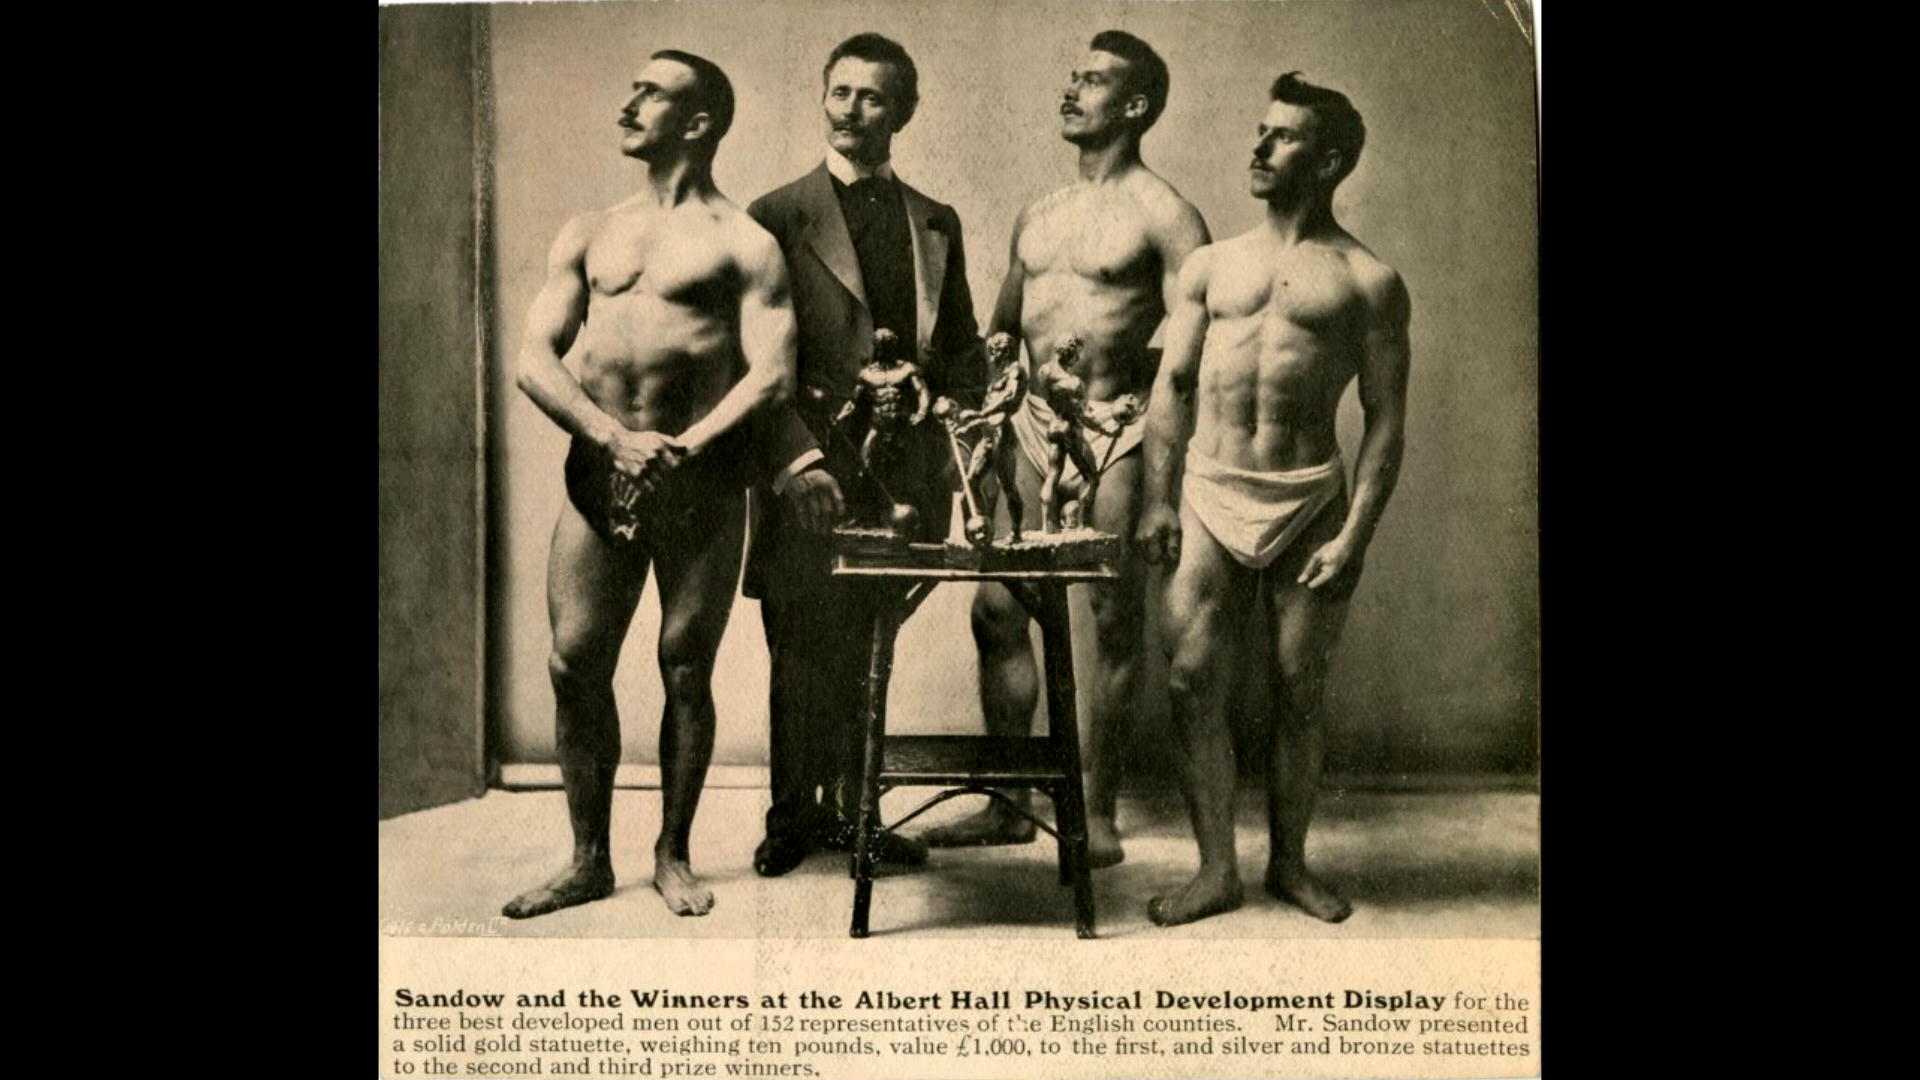 Sandow and the Winners at the Albert Hall Physical Development Display for the
three best developed men out of 152 representatives of the English counties. Mr. Sandow presented
a solid gold statuette, weighing ten pounds, value £1,000, to the first, and silver and bronze statuettes
to the second and third prize winners.